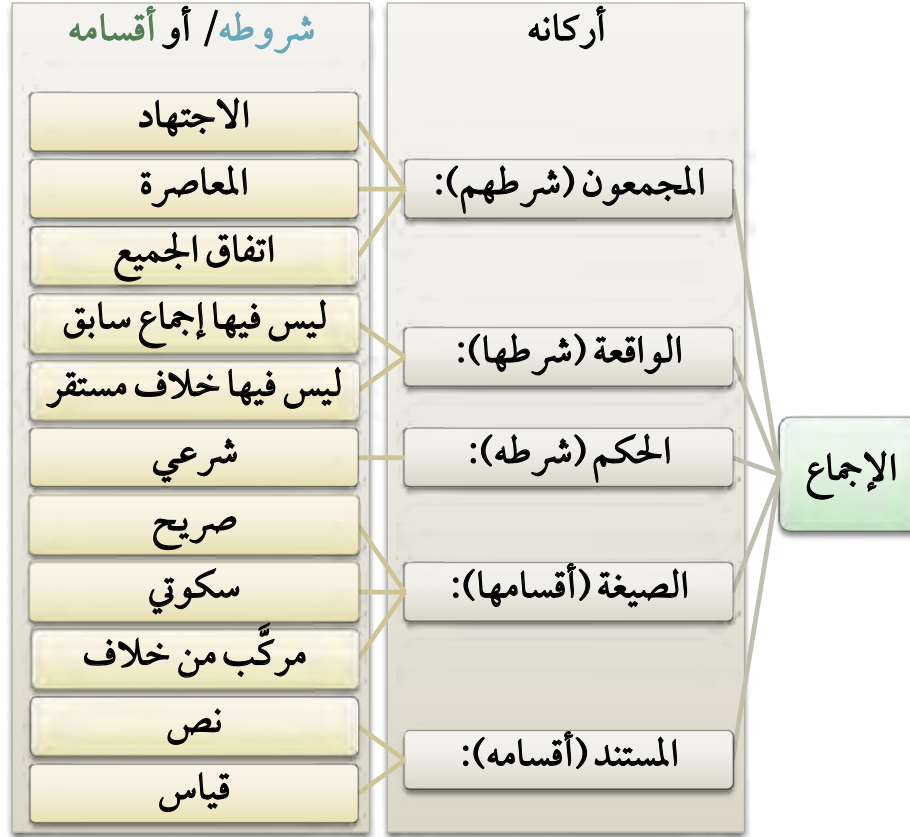 أركانه
شروطه/ أو أقسامه
الإجماع
المجمعون (شرطهم):
الاجتهاد
المعاصرة
اتفاق الجميع
الواقعة (شرطها):
ليس فيها إجماع سابق
ليس فيها خلاف مستقر
الحكم (شرطه):
شرعي
الصيغة (أقسامها):
صريح
سكوتي
مركَّب من خلاف
المستند (أقسامه):
نص
قياس